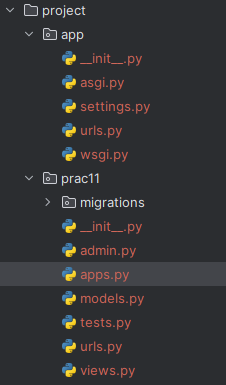 project
app
__init__.py
asgi.py
settings.py
urls.py
wsgi.py
prac11
migrations
__init__.py
admin.py
apps.py
models.py
tests.py
urls.py
views.py